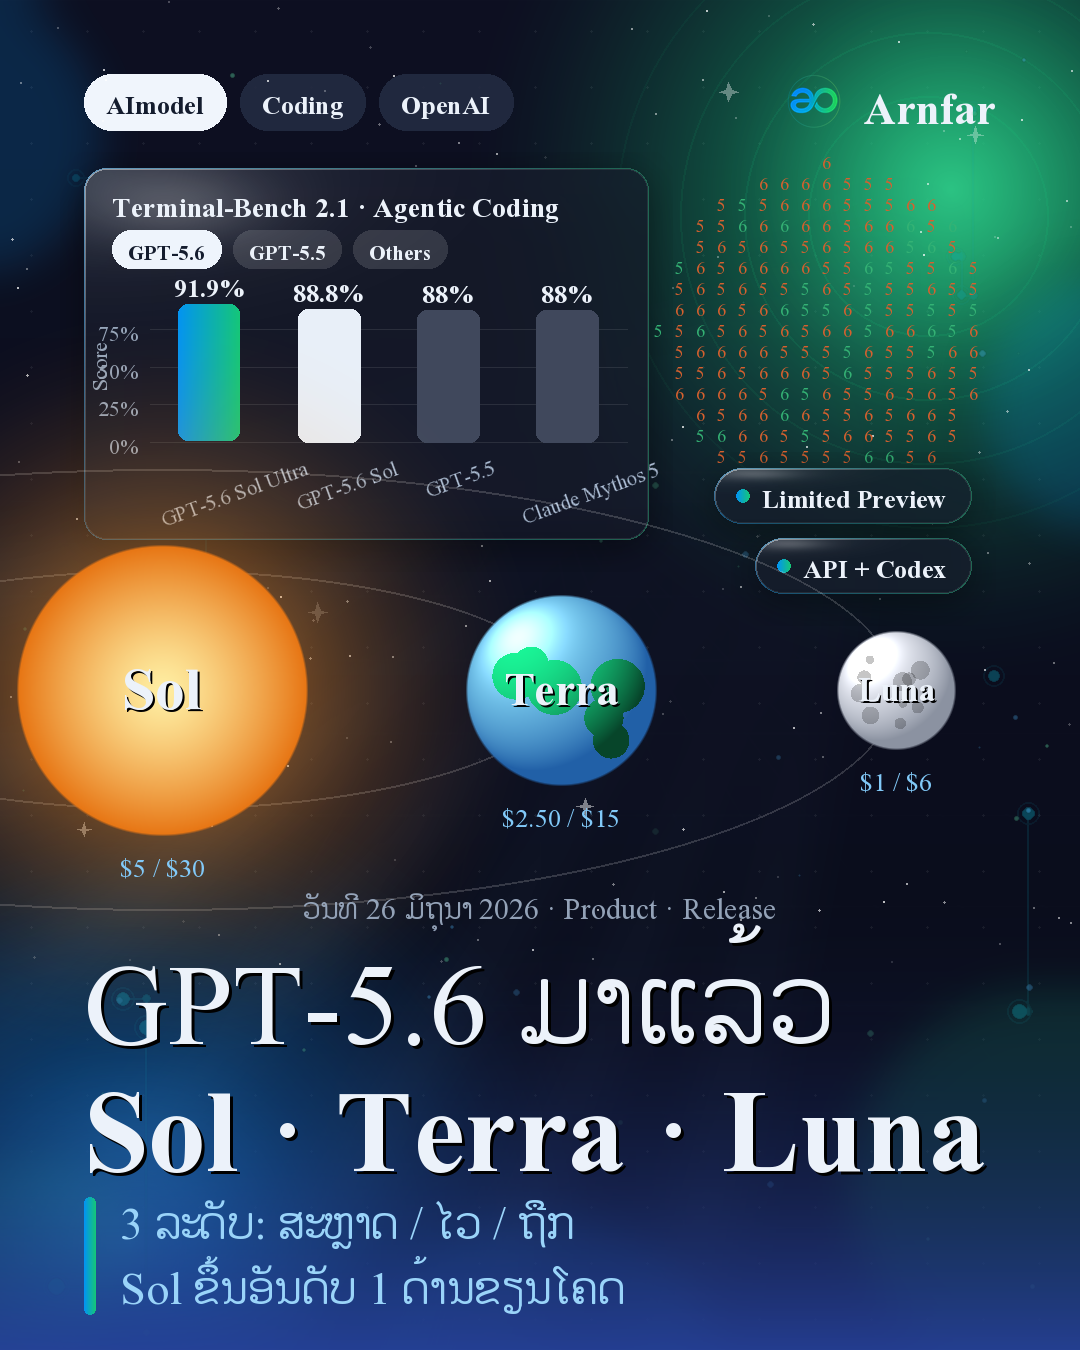 AImodel
Coding
OpenAI
Arnfar
Terminal-Bench 2.1 · Agentic Coding
GPT-5.6
GPT-5.5
Others
91.9%
88.8%
88%
88%
Score
75%
25%
0%
GPT-5.6 Sol Ultra
GPT-5.6 Sol
GPT-5.5
Claude Mythos 5
Limited Preview
API + Codex
Sol
Terra
Luna
$5 / $30
$2.50 / $15
$1 / $6
ວັນທີ 26 ມິຖຸນາ 2026 · Product · Release
GPT-5.6 ມາແລ້ວ
Sol · Terra · Luna
3 ລະດັບ: ສະຫຼາດ / ໄວ / ຖືກ
Sol ຂຶ້ນອັນດັບ 1 ດ້ານຂຽນໂຄດ